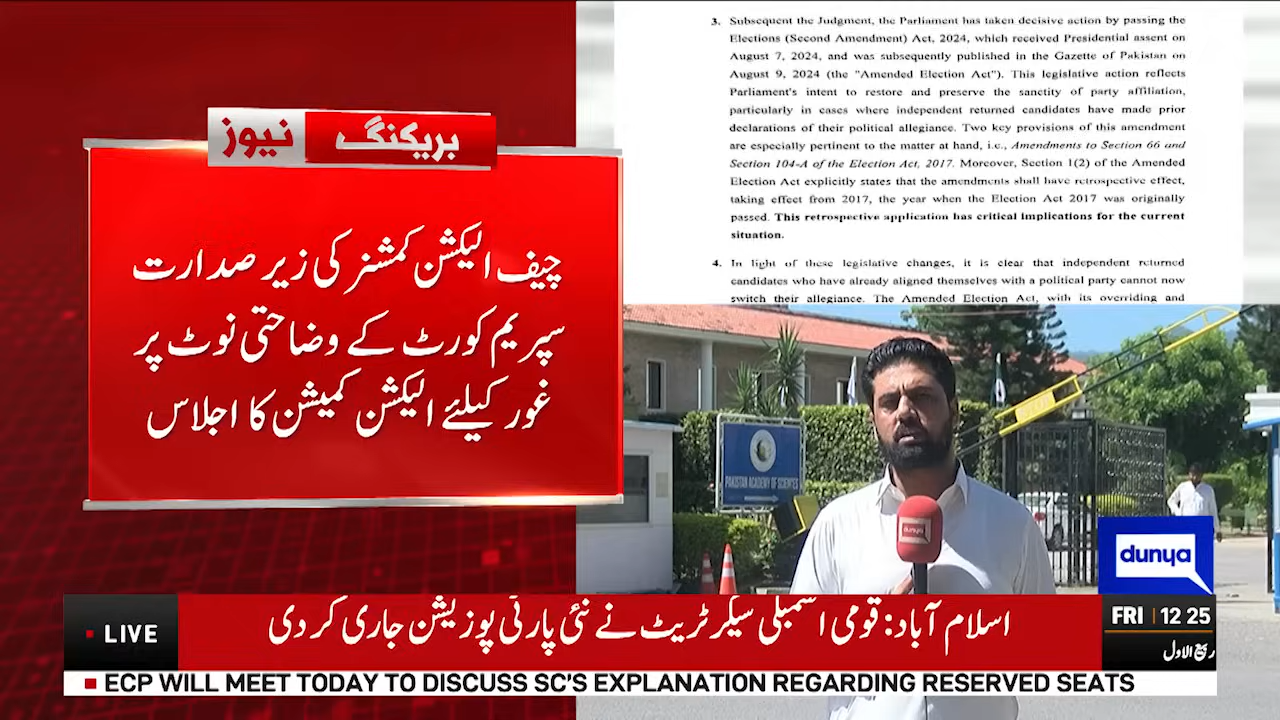 بریکنگ نیوز
چیف الیکشن کمشنر کی زیر صدارت
سپریم کورٹ کے وضاحتی نوٹ پر
غور کیلئے الیکشن کمیشن کا اجلاس
3. Subsequent the Judgment, the Parliament has taken decisive action by passing the
Elections (Second Amendment) Act, 2024, which received Presidential assent on
August 7, 2024, and was subsequently published in the Gazette of Pakistan on
August 9, 2024 (the "Amended Election Act"). This legislative action reflects
Parliament's intent to restore and preserve the sanctity of party affiliation,
particularly in cases where independent returned candidates have made prior
declarations of their political allegiance. Two key provisions of this amendment
are especially pertinent to the matter at hand, i.e., Amendments to Section 66 and
Section 104-A of the Election Act, 2017. Moreover, Section 1(2) of the Amended
Election Act explicitly states that the amendments shall have retrospective effect,
taking effect from 2017, the year when the Election Act 2017 was originally
passed. This retrospective application has critical implications for the current
situation.
4. In light of these legislative changes, it is clear that independent returned
candidates who have already aligned themselves with a political party cannot now
switch their allegiance. The Amended Election Act, with its overriding and
PAKISTAN ACADEMY OF SCIENCES
dunya
dunya
LIVE
اسلام آباد: قومی اسمبلی سیکرٹریٹ نے نئی پارٹی پوزیشن جاری کر دی
FRI 12 25
ربیع الاول
ECP WILL MEET TODAY TO DISCUSS SC'S EXPLANATION REGARDING RESERVED SEATS